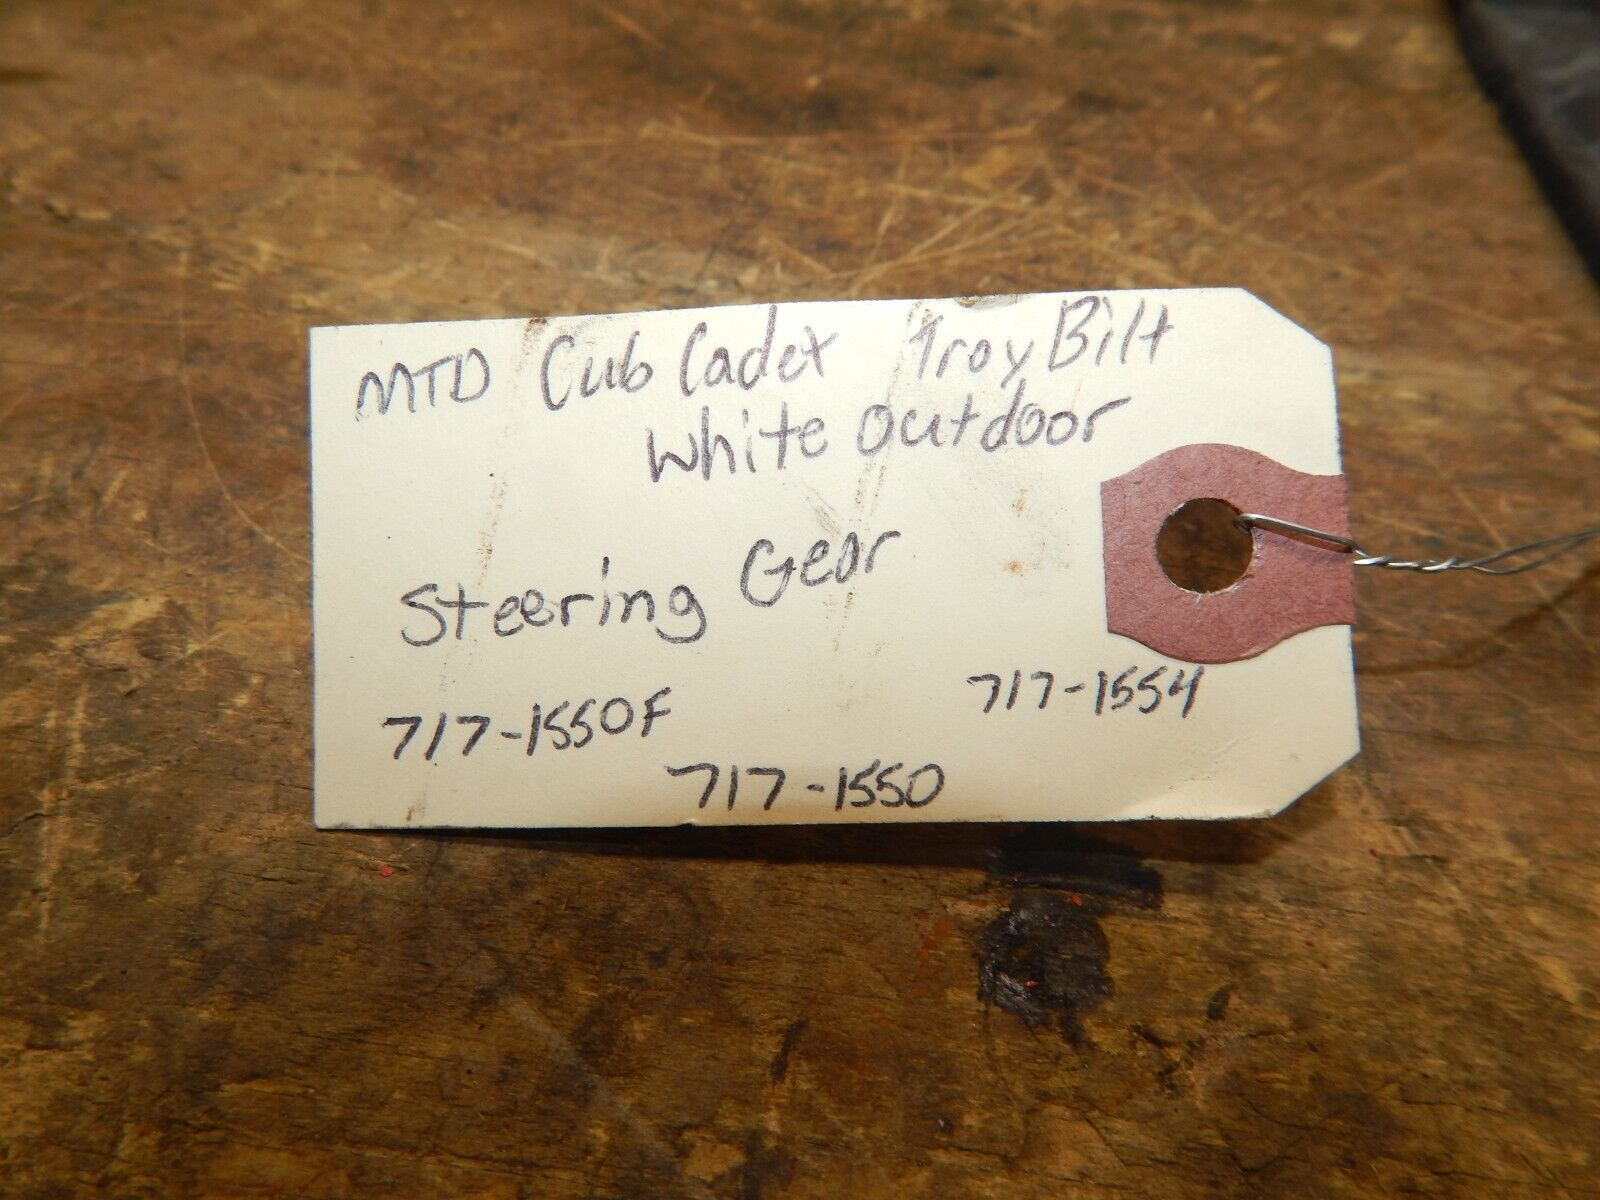 MTD Cub Cadet Troy Bilt
White Outdoor
Steering Gear
717-1550F
717-1554
717-1550